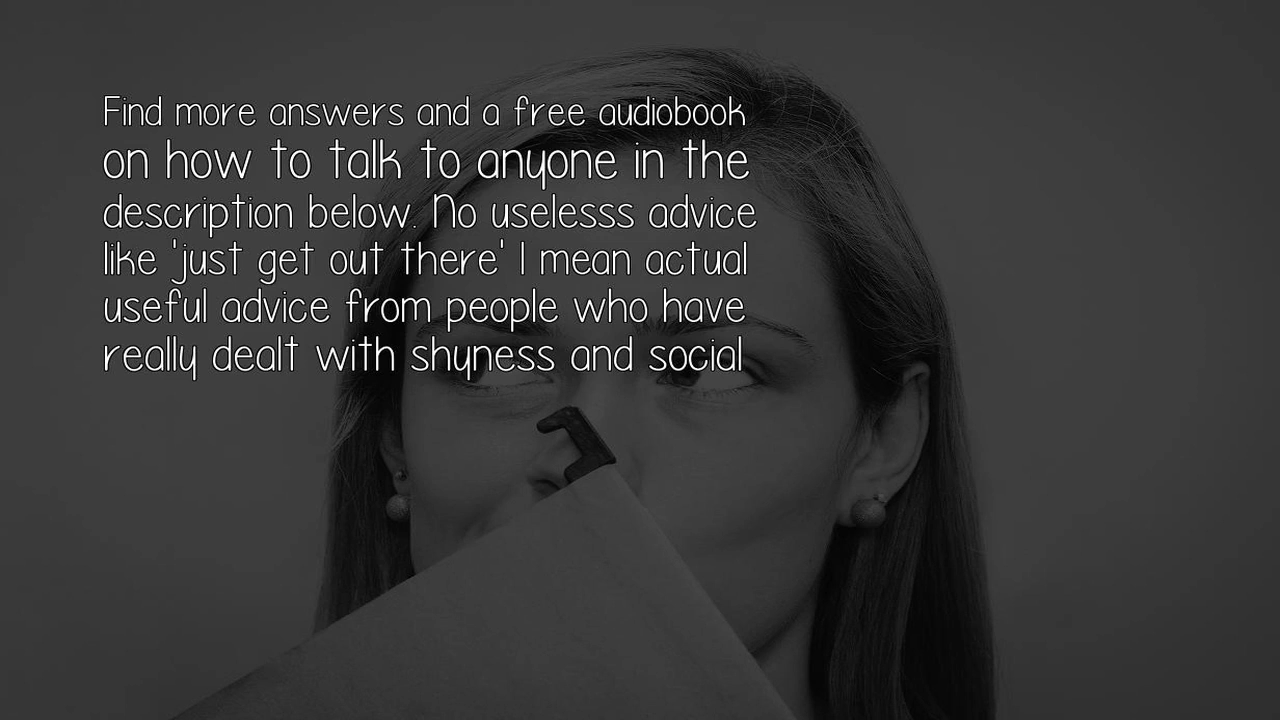 Find more answers and a free audiobook
on how to talk to anyone in the
description below. No uselesss advice
like 'just get out there' I mean actual
useful advice from people who have
really dealt with shyness and social